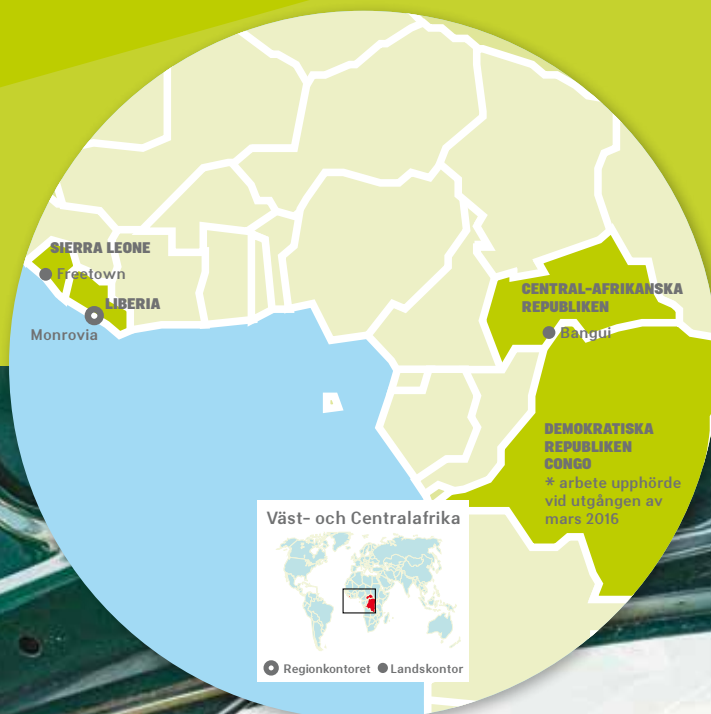 SIERRA LEONE
Freetown
LIBERIA
Monrovia
CENTRAL-AFRIKANSKA
REPUBLIKEN
Bangui
DEMOKRATISKA
REPUBLIKEN
CONGO
* arbete upphörde
vid utgången av
mars 2016
Väst- och Centralafrika
Regionkontoret
Landskontor